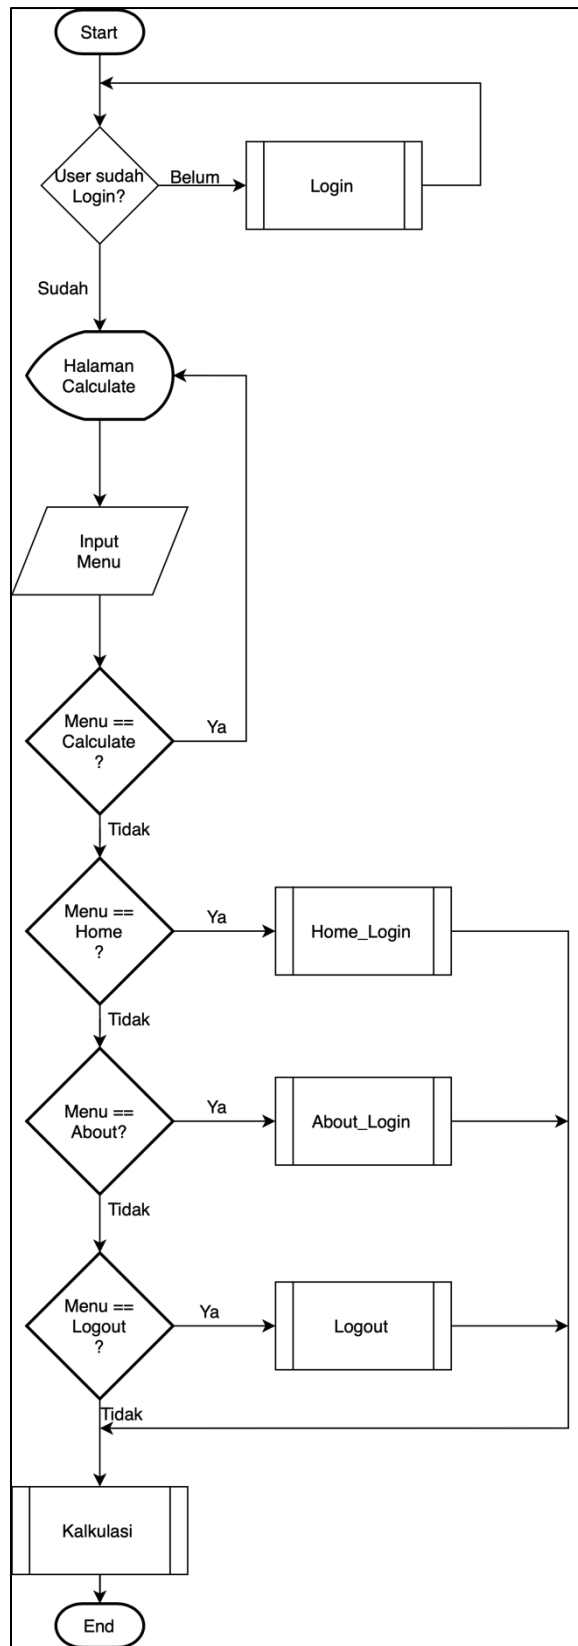 Start
User sudah
Login?
Belum
Login
Sudah
Halaman
Calculate
Input
Menu
Menu ==
Calculate
?
Ya
Tidak
Menu ==
Home
?
Ya
Home_Login
Tidak
Menu ==
About?
Ya
About_Login
Tidak
Menu ==
Logout
?
Ya
Logout
Tidak
Kalkulasi
End